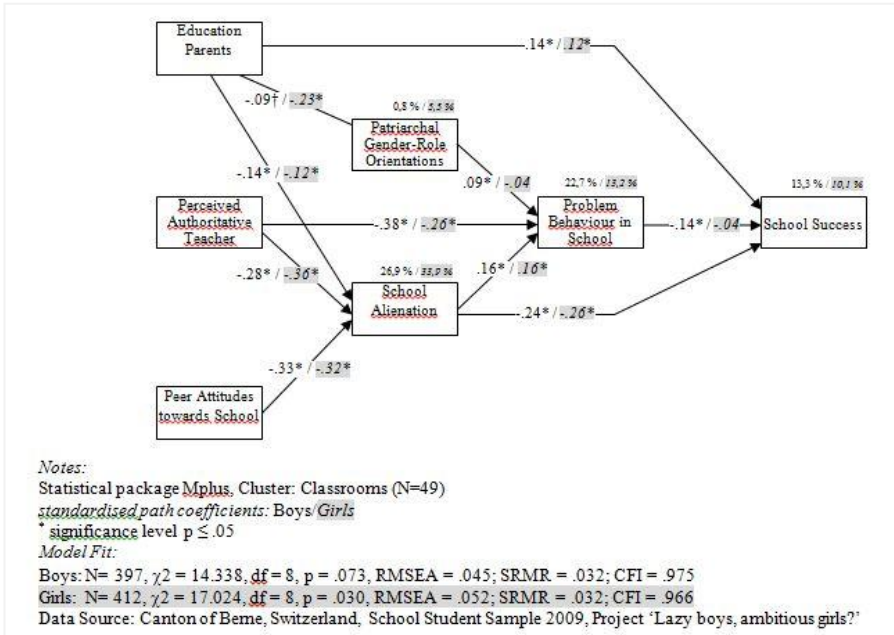 Education
Parents
.14* / .12*
-.09† / -.23*
0,8 % / 5,5 %
Patriarchal
Gender-Role
Orientations
-.14* / -.12*
.09* / -.04
22,7 % / 13,2 %
13,3 % / 10,1 %
Perceived
Authoritative
Teacher
-.38* / -.26*
Problem
Behaviour in
School
-.14* / -.04
School Success
-.28* / -.36*
26,9 % / 33,9 %
.16* / .16*
School
Alienation
-.24* / -.26*
-.33* / -.32*
Peer Attitudes
towards School
Notes:
Statistical package Mplus, Cluster: Classrooms (N=49)
standardised path coefficients: Boys/Girls
* significance level p ≤ .05
Model Fit:
Boys: N= 397, χ2 = 14.338, df = 8, p = .073, RMSEA = .045; SRMR = .032; CFI = .975
Girls: N= 412, χ2 = 17.024, df = 8, p = .030, RMSEA = .052; SRMR = .032; CFI = .966
Data Source: Canton of Berne, Switzerland, School Student Sample 2009, Project ‘Lazy boys, ambitious girls?’